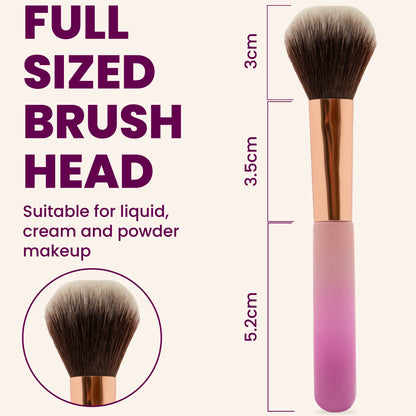 FULL
SIZED
BRUSH
HEAD
Suitable for liquid,
cream and powder
makeup
3cm
3.5cm
5.2cm